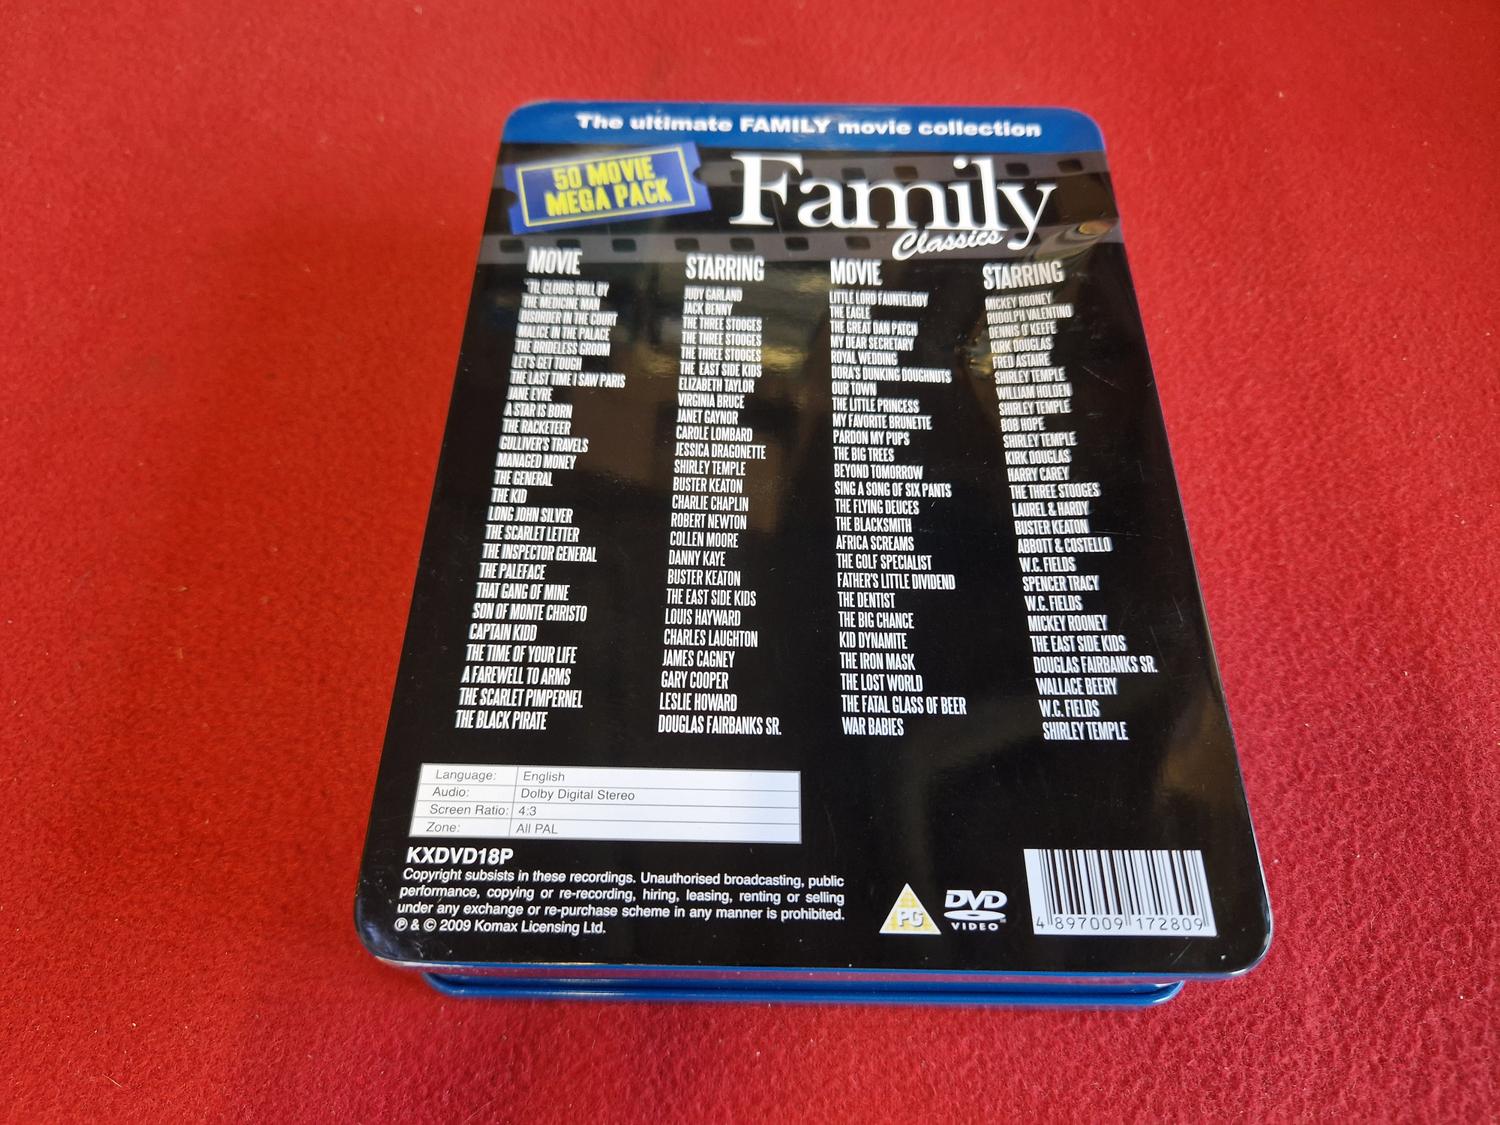 The ultimate FAMILY movie collection
50 MOVIE
MEGA PACK
Family
Classics
MOVIE STARRING MOVIE STARRING
'TIL CLOUDS ROLL BY JUDY GARLAND LITTLE LORD FAUNTELROY MICKEY ROONEY
THE MEDICINE MAN JACK BENNY THE EAGLE RUDOLPH VALENTINO
DISORDER IN THE COURT THE THREE STOOGES THE GREAT DAN PATCH DENNIS O'KEEFE
MALICE IN THE PALACE THE THREE STOOGES MY DEAR SECRETARY KIRK DOUGLAS
THE BRIDELESS GROOM THE THREE STOOGES ROYAL WEDDING FRED ASTAIRE
LET'S GET TOUGH THE EAST SIDE KIDS DORA'S DUNKING DOUGHNUTS SHIRLEY TEMPLE
THE LAST TIME I SAW PARIS ELIZABETH TAYLOR OUR TOWN WILLIAM HOLDEN
JANE EYRE VIRGINIA BRUCE THE LITTLE PRINCESS SHIRLEY TEMPLE
A STAR IS BORN JANET GAYNOR MY FAVORITE BRUNETTE BOB HOPE
THE RACKETEER CAROLE LOMBARD PARDON MY PUPS SHIRLEY TEMPLE
GULLIVER'S TRAVELS JESSICA DRAGONETTE THE BIG TREES KIRK DOUGLAS
MANAGED MONEY SHIRLEY TEMPLE BEYOND TOMORROW HARRY CAREY
THE GENERAL BUSTER KEATON SING A SONG OF SIX PANTS THE THREE STOOGES
THE KID CHARLIE CHAPLIN THE FLYING DEUCES LAUREL & HARDY
LONG JOHN SILVER ROBERT NEWTON THE BLACKSMITH BUSTER KEATON
THE SCARLET LETTER COLLEN MOORE AFRICA SCREAMS ABBOTT & COSTELLO
THE INSPECTOR GENERAL DANNY KAYE THE GOLF SPECIALIST W.C. FIELDS
THE PALEFACE BUSTER KEATON FATHER'S LITTLE DIVIDEND SPENCER TRACY
THAT GANG OF MINE THE EAST SIDE KIDS THE DENTIST W.C. FIELDS
SON OF MONTE CHRISTO LOUIS HAYWARD THE BIG CHANCE MICKEY ROONEY
CAPTAIN KIDD CHARLES LAUGHTON KID DYNAMITE THE EAST SIDE KIDS
THE TIME OF YOUR LIFE JAMES CAGNEY THE IRON MASK DOUGLAS FAIRBANKS SR.
A FAREWELL TO ARMS GARY COOPER THE LOST WORLD WALLACE BEERY
THE SCARLET PIMPERNEL LESLIE HOWARD THE FATAL GLASS OF BEER W.C. FIELDS
THE BLACK PIRATE DOUGLAS FAIRBANKS SR. WAR BABIES SHIRLEY TEMPLE
Language: English
Audio: Dolby Digital Stereo
Screen Ratio: 4:3
Zone: All PAL
KXDVD18P
Copyright subsists in these recordings. Unauthorised broadcasting, public
performance, copying or re-recording, hiring, leasing, renting or selling
under any exchange or re-purchase scheme in any manner is prohibited.
℗ & © 2009 Komax Licensing Ltd.
PG
DVD
VIDEO
4 897009 172809